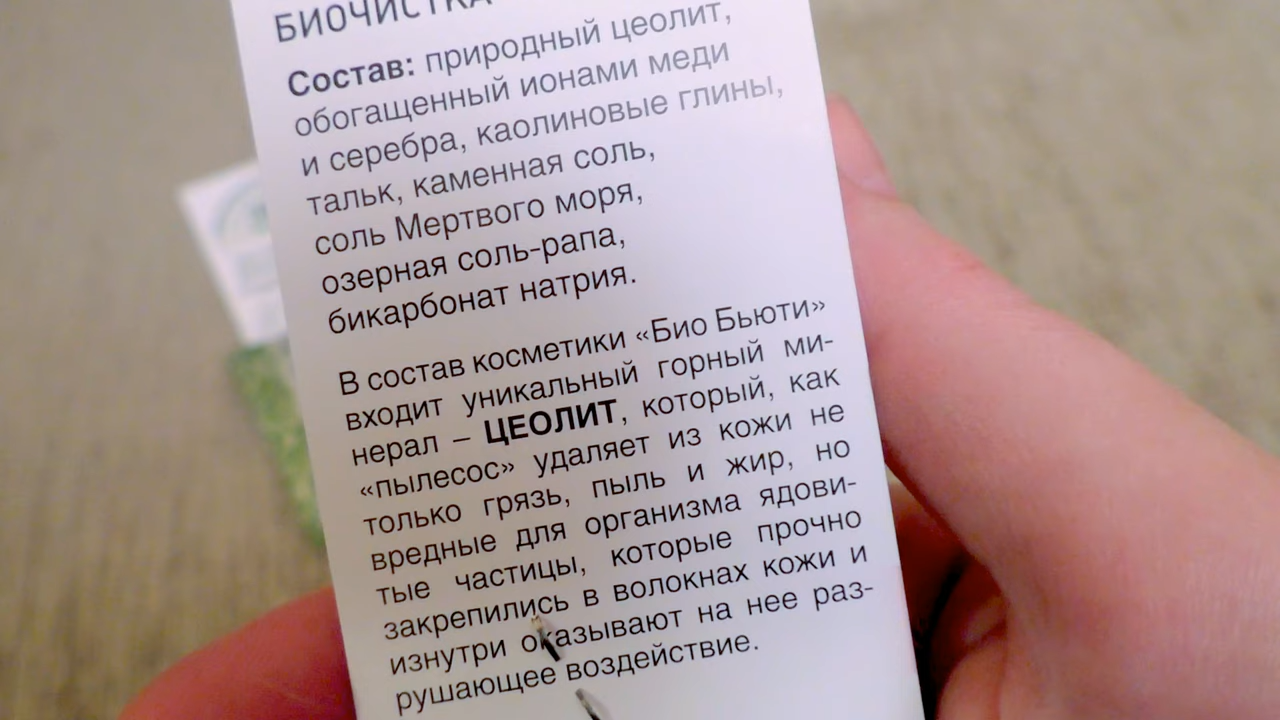 БИОЧИСТКА
Состав: природный цеолит,
обогащенный ионами меди
и серебра, каолиновые глины,
тальк, каменная соль,
соль Мертвого моря,
озерная соль-рапа,
бикарбонат натрия.
В состав косметики «Био Бьюти»
входит уникальный горный ми-
нерал – ЦЕОЛИТ, который, как
«пылесос» удаляет из кожи не
только грязь, пыль и жир, но
вредные для организма ядови-
тые частицы, которые прочно
закрепились в волокнах кожи и
изнутри оказывают на нее раз-
рушающее воздействие.